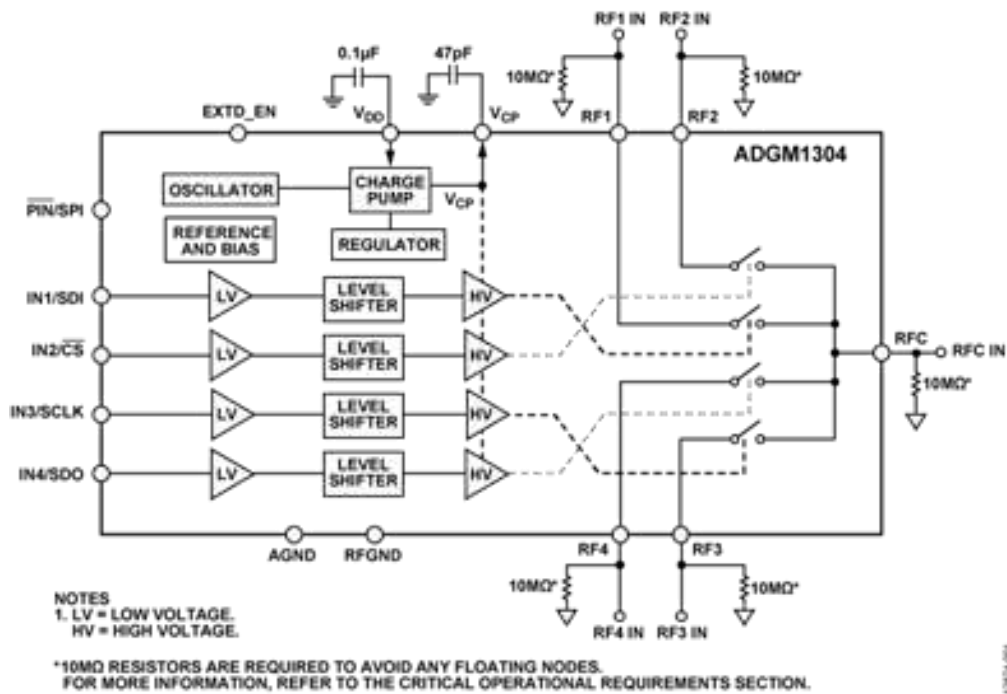 RF1 IN RF2 IN
0.1µF 47pF
10MΩ* 10MΩ*
EXTD_EN VDD VCP RF1 RF2
ADGM1304
OSCILLATOR
CHARGE
PUMP
VCP
PIN/SPI
REFERENCE
AND BIAS
REGULATOR
IN1/SDI LV LEVEL
SHIFTER HV
IN2/CS LV LEVEL
SHIFTER HV
RFC RFC IN
10MΩ*
IN3/SCLK LV LEVEL
SHIFTER HV
IN4/SDO LV LEVEL
SHIFTER HV
AGND RFGND RF4 RF3
10MΩ* 10MΩ*
RF4 IN RF3 IN
NOTES
1. LV = LOW VOLTAGE.
HV = HIGH VOLTAGE.
*10MΩ RESISTORS ARE REQUIRED TO AVOID ANY FLOATING NODES.
FOR MORE INFORMATION, REFER TO THE CRITICAL OPERATIONAL REQUIREMENTS SECTION.